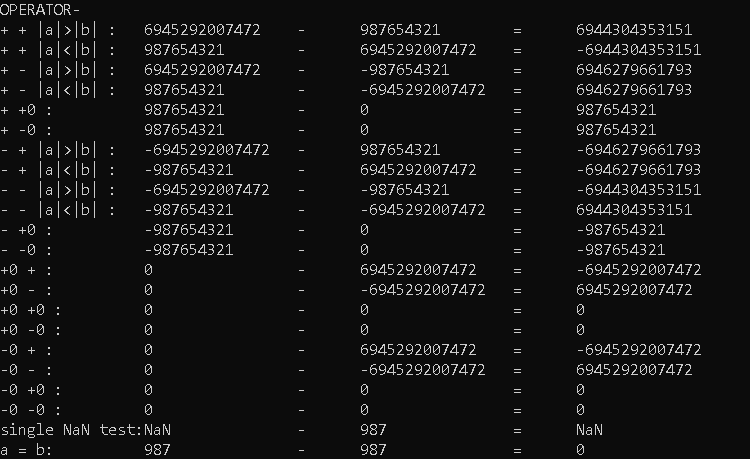 OPERATOR-
+ + |a|>|b| : 6945292007472 - 987654321 = 6944304353151
+ + |a|<|b| : 987654321 - 6945292007472 = -6944304353151
+ - |a|>|b| : 6945292007472 - -987654321 = 6946279661793
+ - |a|<|b| : 987654321 - -6945292007472 = 6946279661793
+ +0 : 987654321 - 0 = 987654321
+ -0 : 987654321 - 0 = 987654321
- + |a|>|b| : -6945292007472 - 987654321 = -6946279661793
- + |a|<|b| : -987654321 - 6945292007472 = -6946279661793
- - |a|>|b| : -6945292007472 - -987654321 = -6944304353151
- - |a|<|b| : -987654321 - -6945292007472 = 6944304353151
- +0 : -987654321 - 0 = -987654321
- -0 : -987654321 - 0 = -987654321
+0 + : 0 - 6945292007472 = -6945292007472
+0 - : 0 - -6945292007472 = 6945292007472
+0 +0 : 0 - 0 = 0
+0 -0 : 0 - 0 = 0
-0 + : 0 - 6945292007472 = -6945292007472
-0 - : 0 - -6945292007472 = 6945292007472
-0 +0 : 0 - 0 = 0
-0 -0 : 0 - 0 = 0
single NaN test:NaN - 987 = NaN
a = b: 987 - 987 = 0